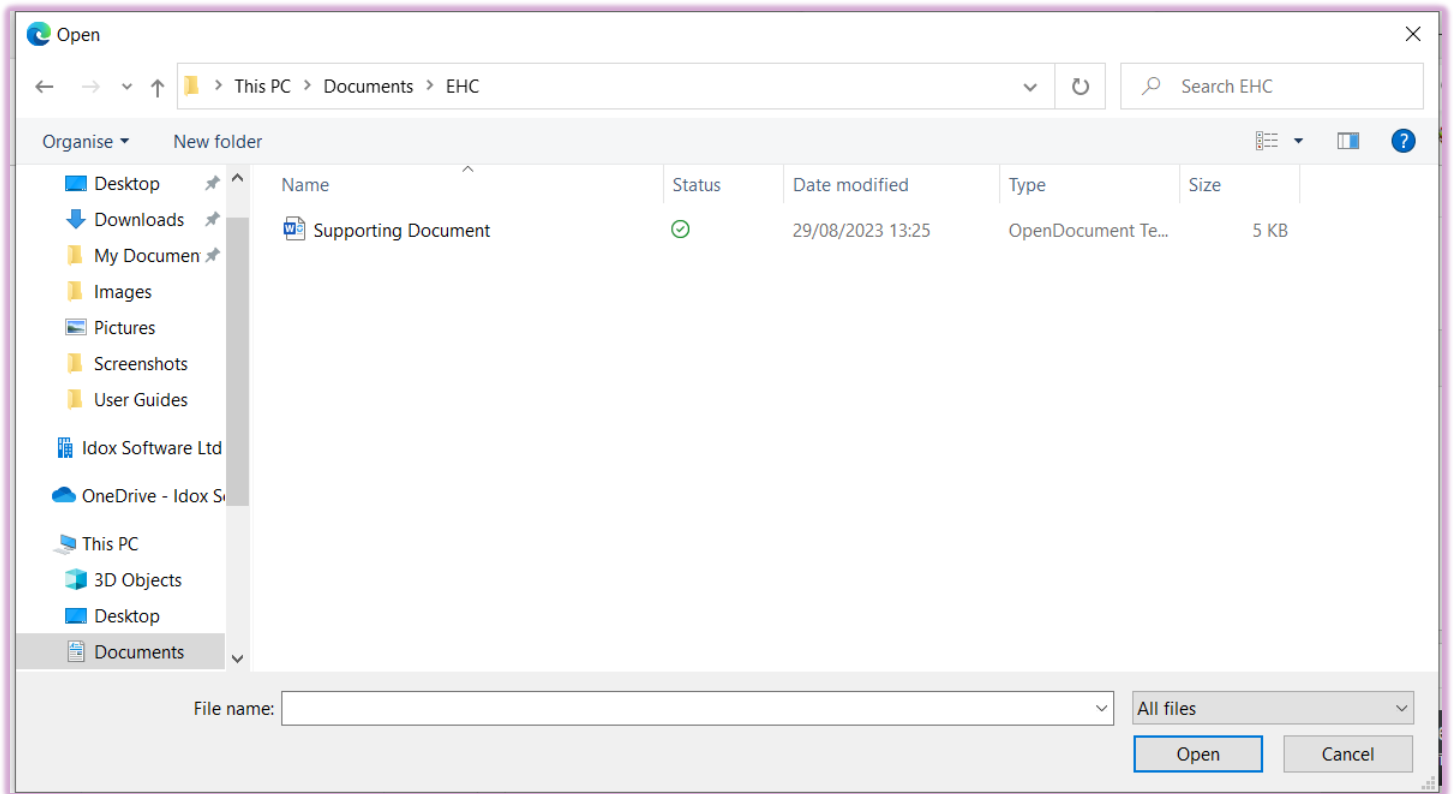 Open
This PC > Documents > EHC
Search EHC
Organise
New folder
Name
Status
Date modified
Type
Size
Supporting Document
29/08/2023 13:25
OpenDocument Te...
5 KB
Desktop
Downloads
My Documen
Images
Pictures
Screenshots
User Guides
Idox Software Ltd
OneDrive - Idox S
This PC
3D Objects
Desktop
Documents
File name:
All files
Open
Cancel